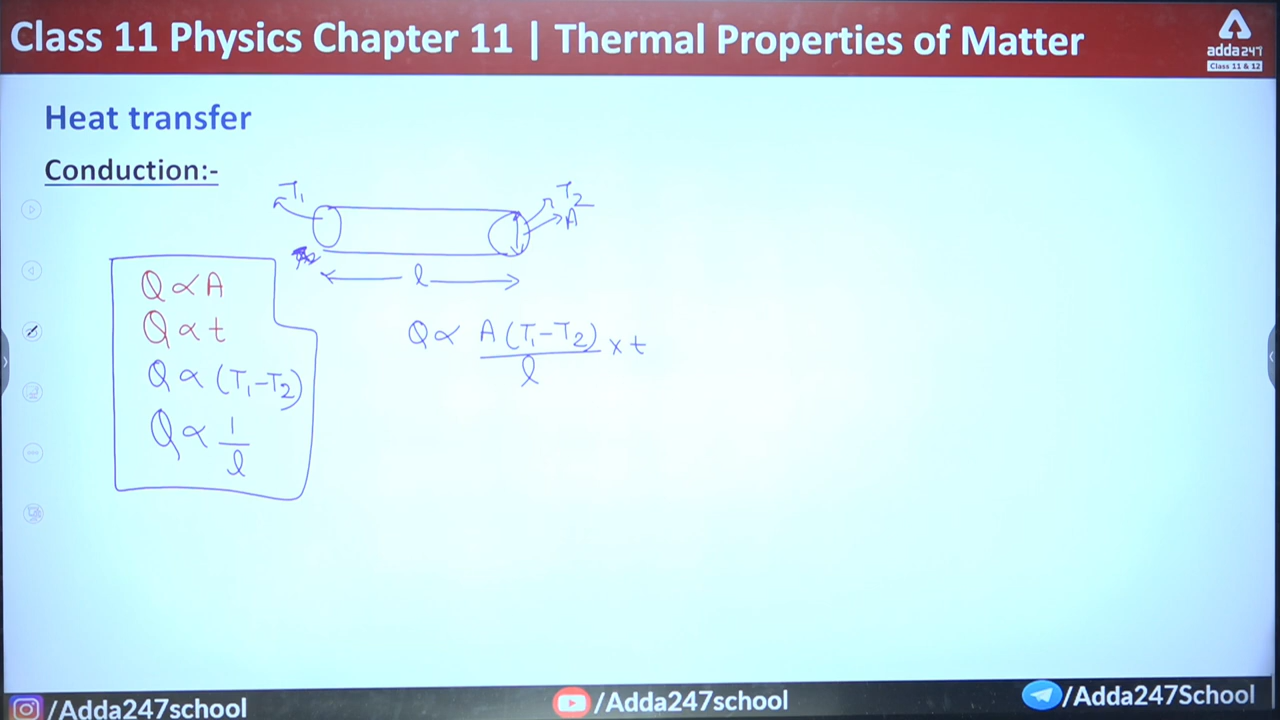 Class 11 Physics Chapter 11 | Thermal Properties of Matter
adda247
Class 11 & 12
Heat transfer
Conduction:-
T₁
T₂
A
l
Q ∝ A
Q ∝ t
Q ∝ (T₁-T₂)
Q ∝ 1/l
Q ∝ A(T₁-T₂)/l × t
/Adda247school
/Adda247school
/Adda247School